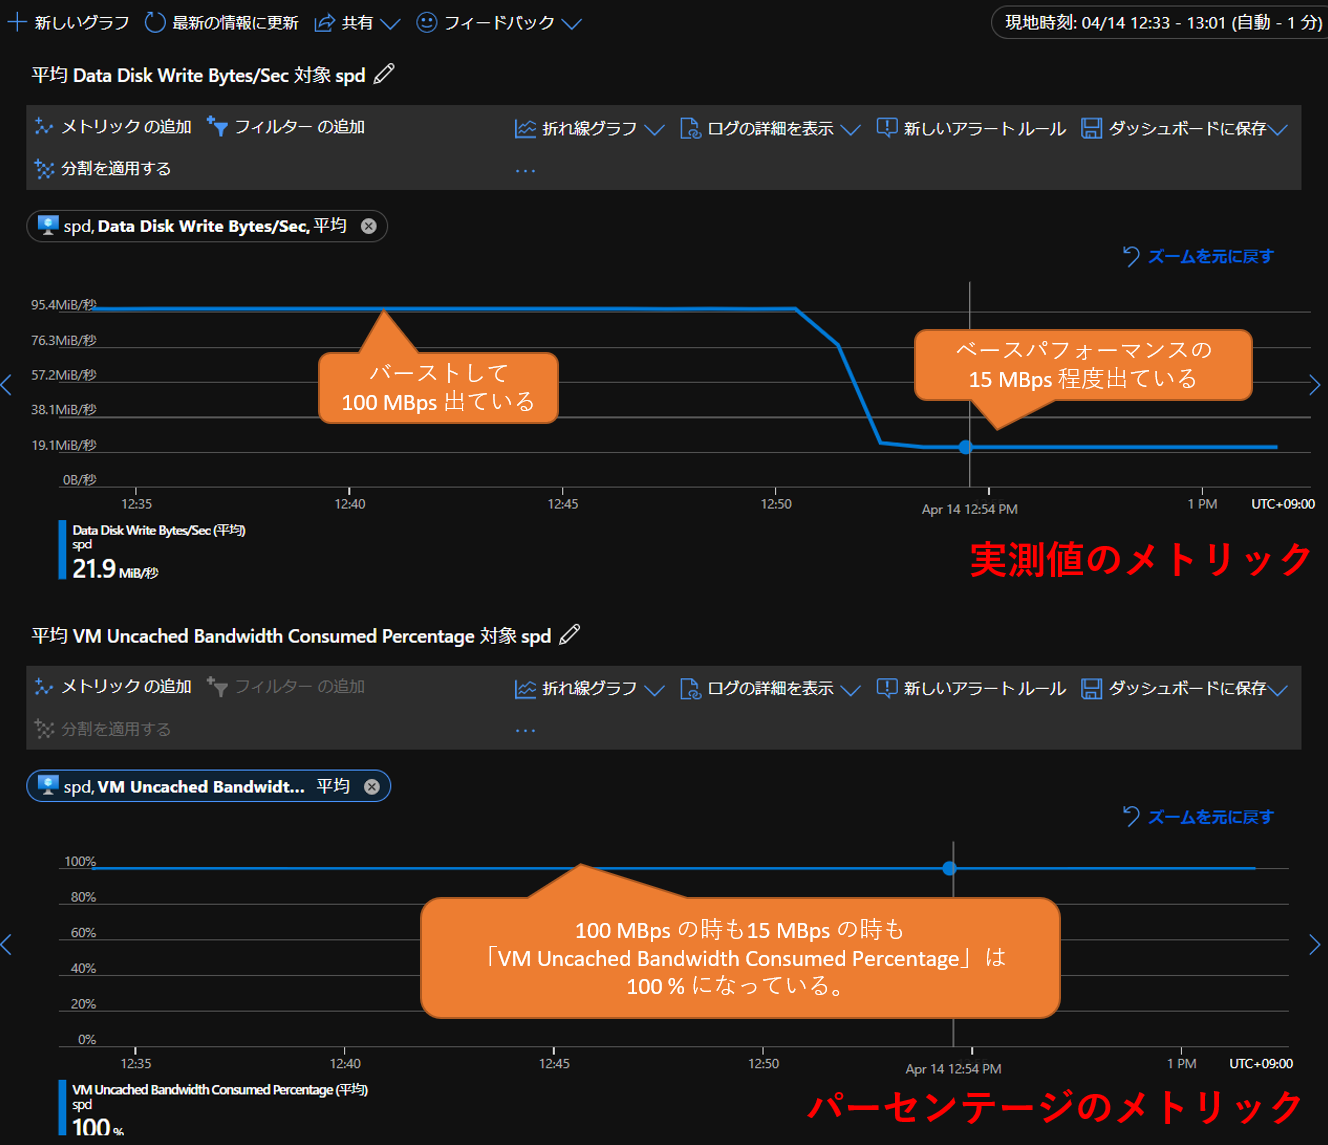 新しいグラフ 最新の情報に更新 共有 フィードバック 現地時刻: 04/14 12:33 - 13:01 (自動 - 1 分)
平均 Data Disk Write Bytes/Sec 対象 spd
メトリック の追加 フィルター の追加 折れ線グラフ ログの詳細を表示 新しいアラート ルール ダッシュボードに保存
分割を適用する ...
spd, Data Disk Write Bytes/Sec, 平均
ズームを元に戻す
95.4MiB/秒
76.3MiB/秒
57.2MiB/秒
38.1MiB/秒
19.1MiB/秒
0B/秒
バーストして
100 MBps 出ている
ベースパフォーマンスの
15 MBps 程度出ている
12:35 12:40 12:45 12:50 Apr 14 12:54 PM 1 PM UTC+09:00
Data Disk Write Bytes/Sec (平均)
spd
21.9 MiB/秒
実測値のメトリック
平均 VM Uncached Bandwidth Consumed Percentage 対象 spd
メトリック の追加 フィルター の追加 折れ線グラフ ログの詳細を表示 新しいアラート ルール ダッシュボードに保存
分割を適用する ...
spd, VM Uncached Bandwidt... 平均
ズームを元に戻す
100%
80%
60%
40%
20%
0%
100 MBps の時も15 MBps の時も
「VM Uncached Bandwidth Consumed Percentage」は
100 % になっている。
12:35 12:40 12:45 12:50 Apr 14 12:54 PM 1 PM UTC+09:00
VM Uncached Bandwidth Consumed Percentage (平均)
spd
100 %
パーセンテージのメトリック